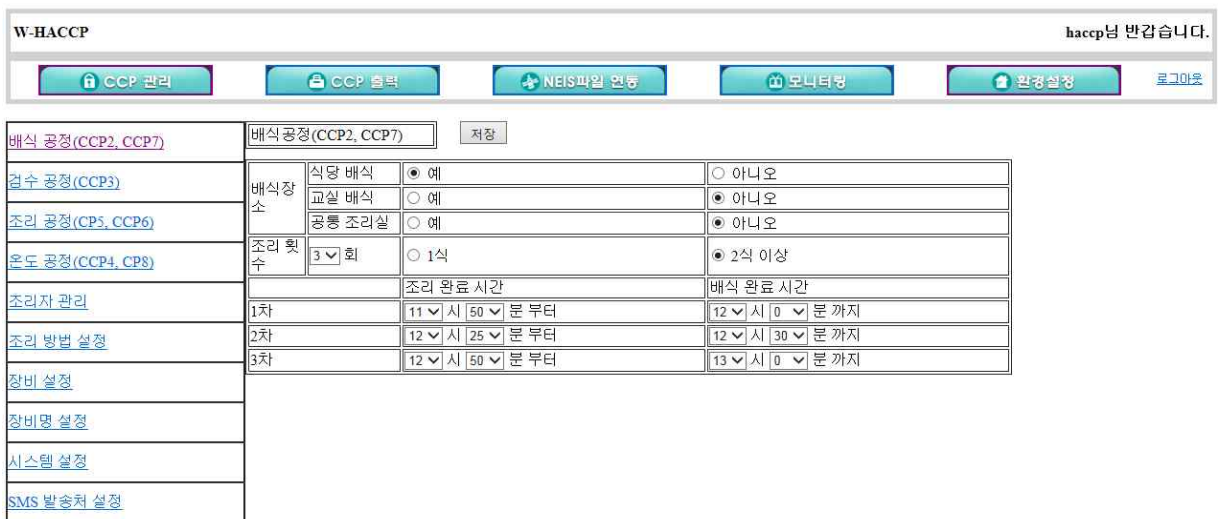 W-HACCP
haccp님 반갑습니다.
CCP 관리
CCP 출력
NEIS파일 연동
모니터링
환경설정
로그아웃
배식 공정(CCP2, CCP7)
검수 공정(CCP3)
조리 공정(CP5, CCP6)
온도 공정(CCP4, CP8)
조리자 관리
조리 방법 설정
장비 설정
장비명 설정
시스템 설정
SMS 발송처 설정
배식공정(CCP2, CCP7)
저장
배식장소
식당 배식 예 아니오
교실 배식 예 아니오
공통 조리실 예 아니오
조리 횟수 3 회 1식 2식 이상
조리 완료 시간 배식 완료 시간
1차 11 시 50 분 부터 12 시 0 분 까지
2차 12 시 25 분 부터 12 시 30 분 까지
3차 12 시 50 분 부터 13 시 0 분 까지